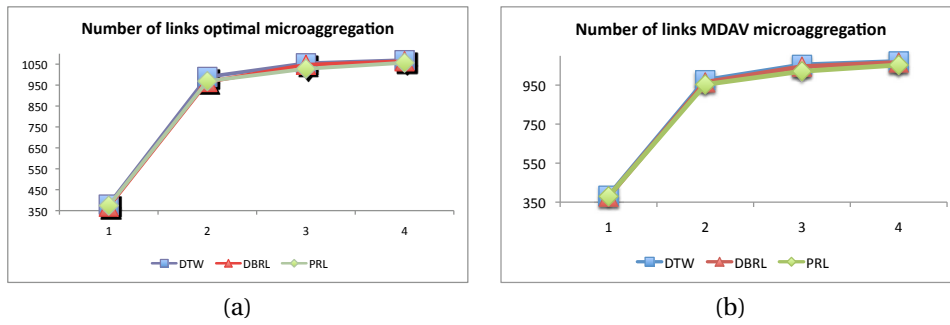 Number of links optimal microaggregation
1050
950
850
750
650
550
450
350
1 2 3 4
DTW DBRL PRL
(a)
Number of links MDAV microaggregation
950
750
550
350
1 2 3 4
DTW DBRL PRL
(b)